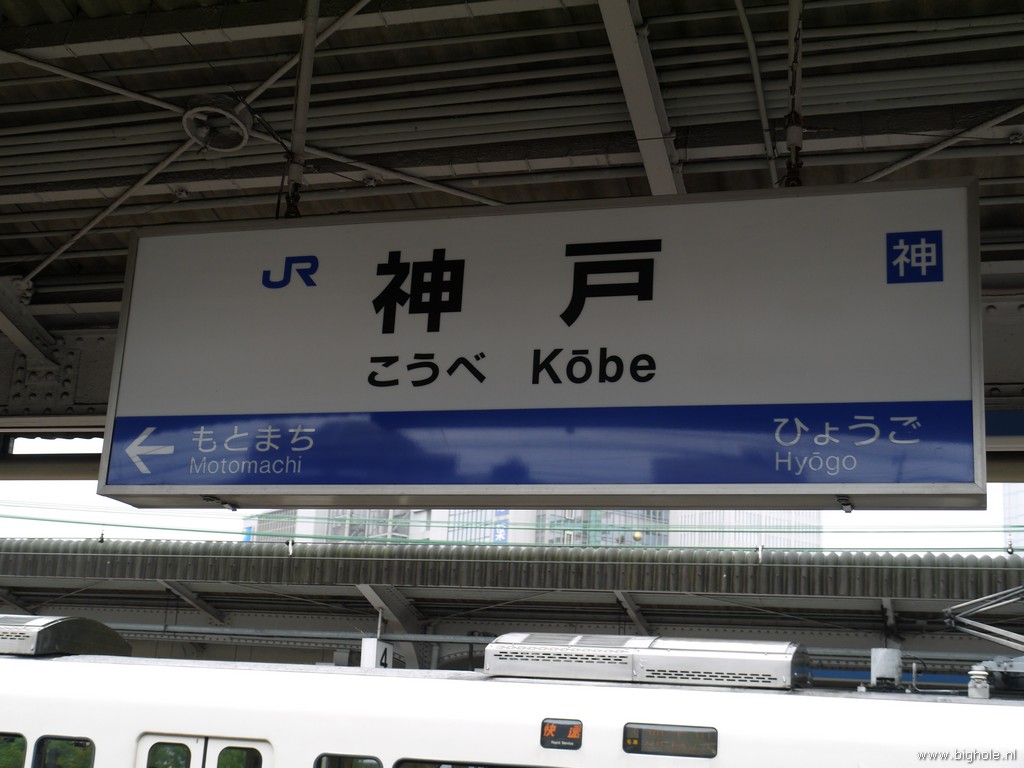 JR
神戸
神
こうべ Kōbe
もとまち
Motomachi
ひょうご
Hyōgo
4
快速
www.bighole.nl